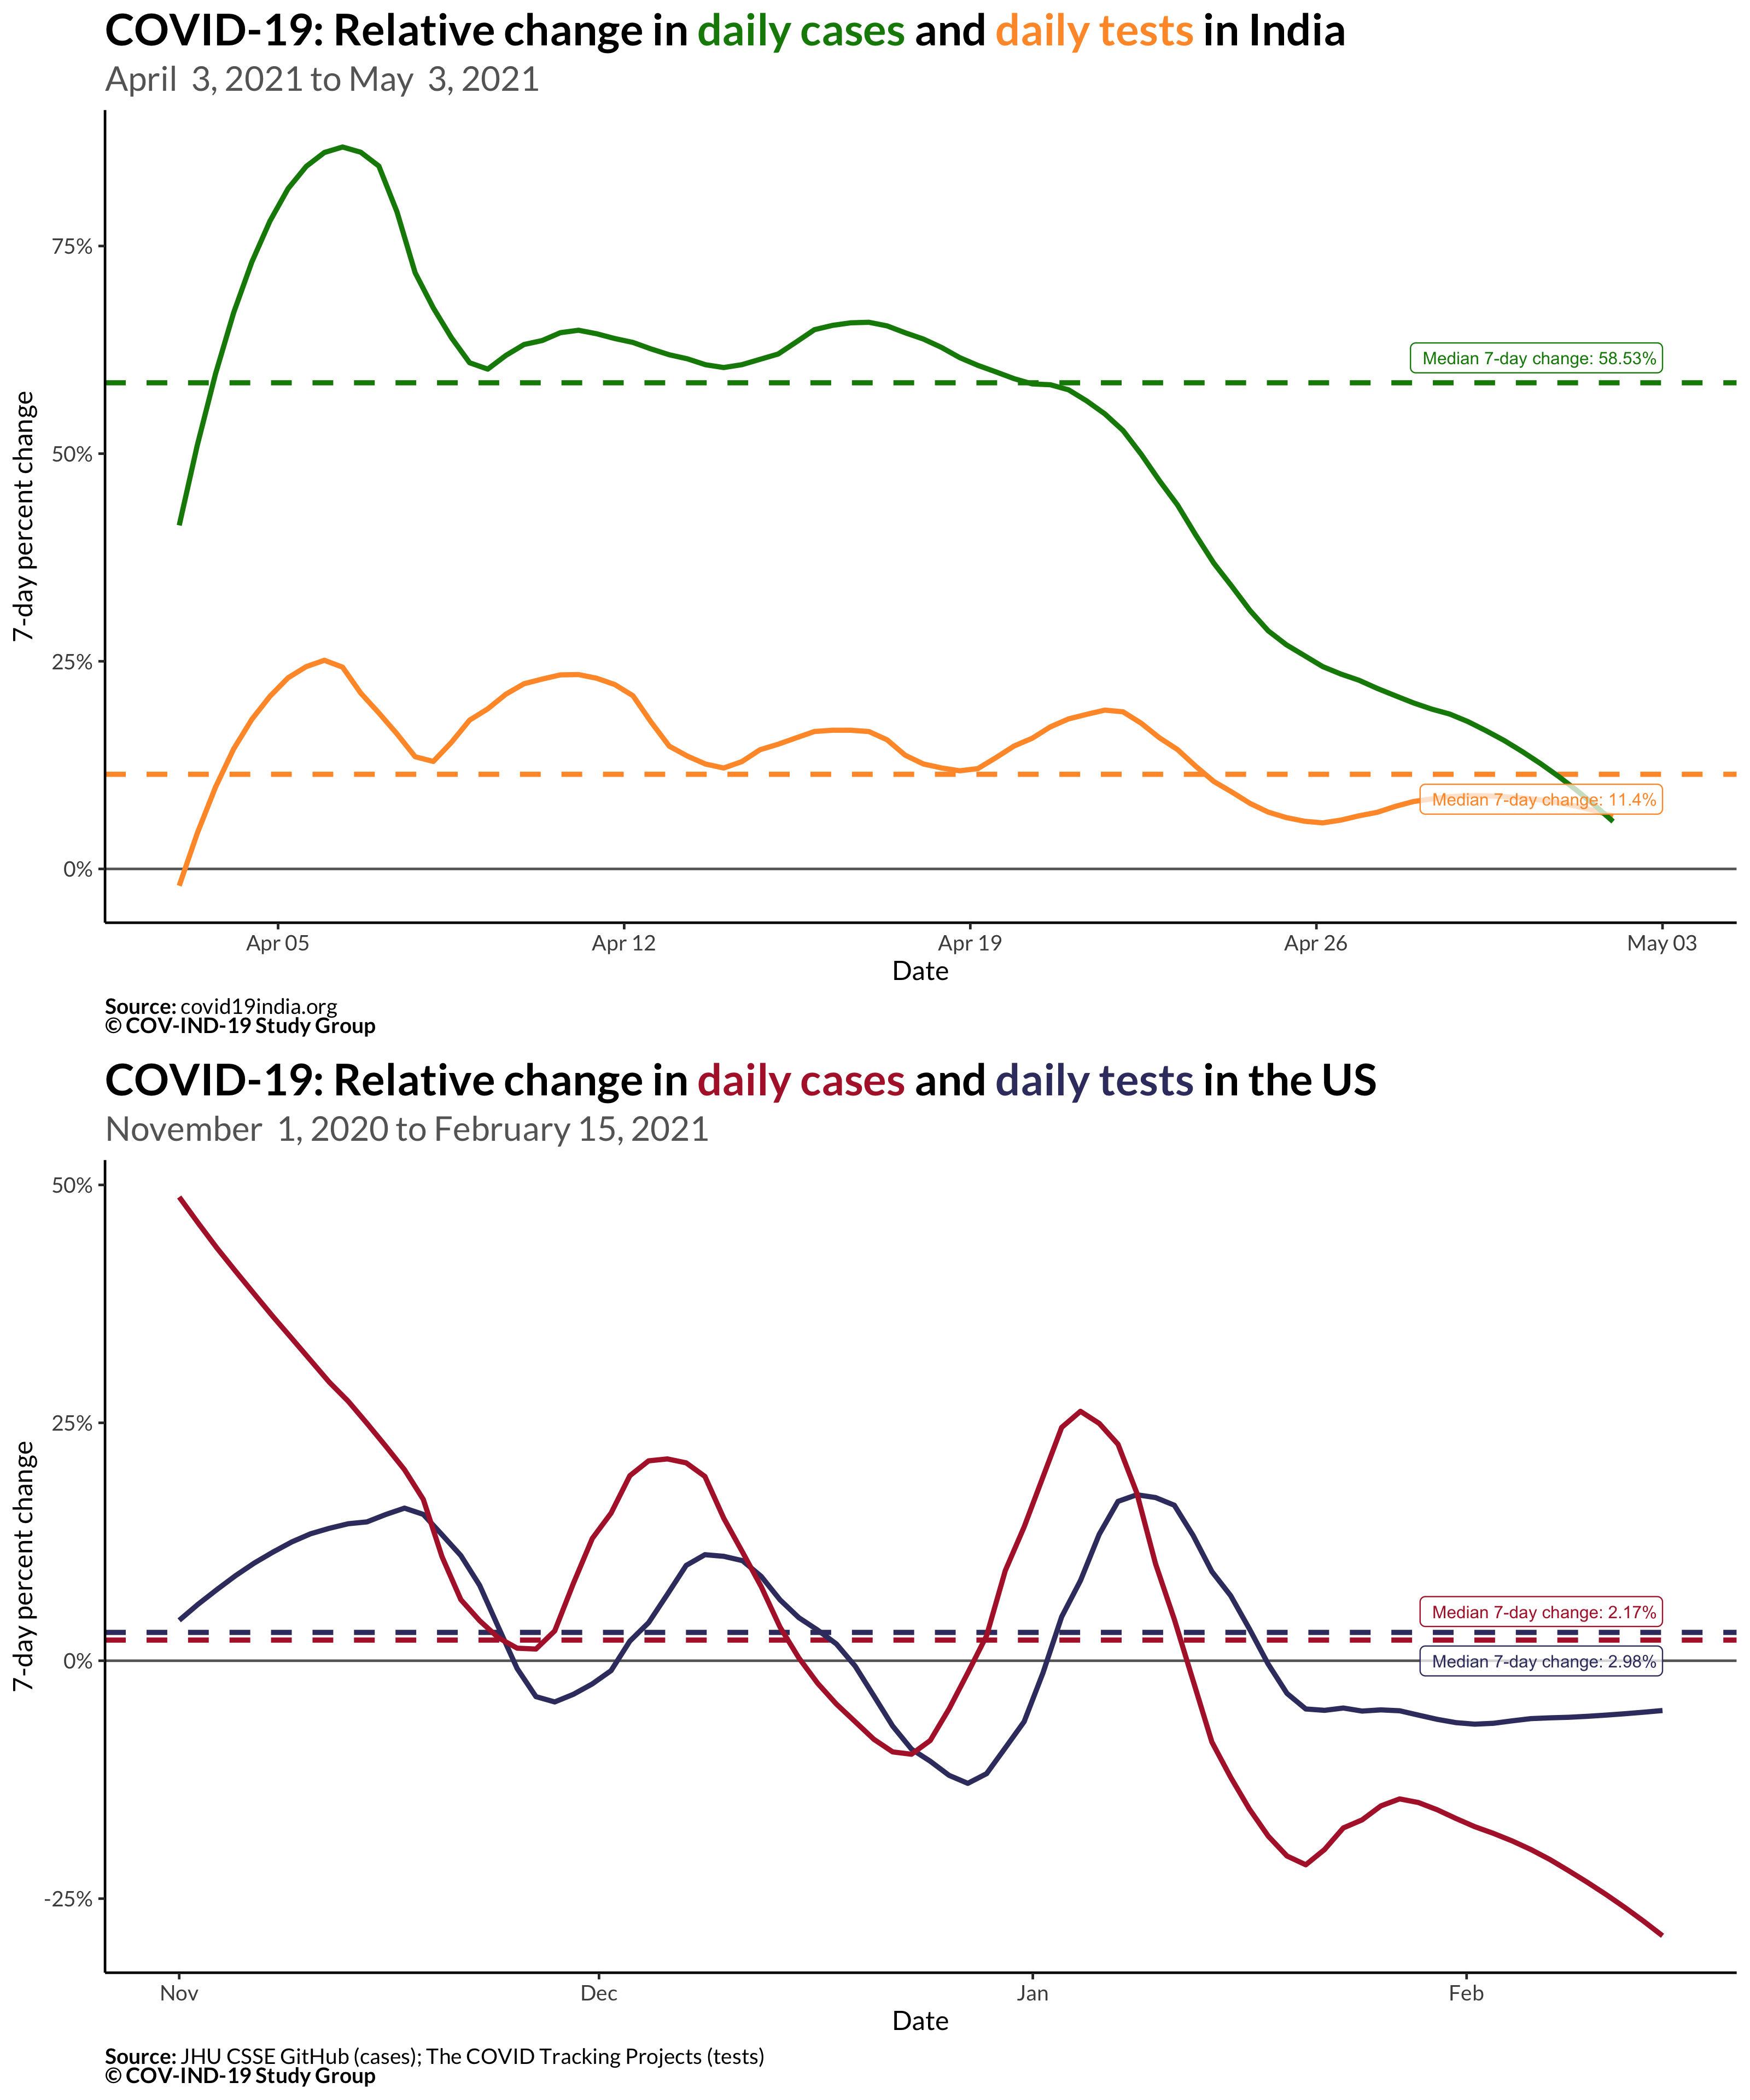 COVID-19: Relative change in daily cases and daily tests in India
April 3, 2021 to May 3, 2021
7-day percent change
75%
50%
25%
0%
Median 7-day change: 58.53%
Median 7-day change: 11.4%
Apr 05
Apr 12
Apr 19
Apr 26
May 03
Date
Source: covid19india.org
© COV-IND-19 Study Group
COVID-19: Relative change in daily cases and daily tests in the US
November 1, 2020 to February 15, 2021
7-day percent change
50%
25%
0%
-25%
Median 7-day change: 2.17%
Median 7-day change: 2.98%
Nov
Dec
Jan
Feb
Date
Source: JHU CSSE GitHub (cases); The COVID Tracking Projects (tests)
© COV-IND-19 Study Group